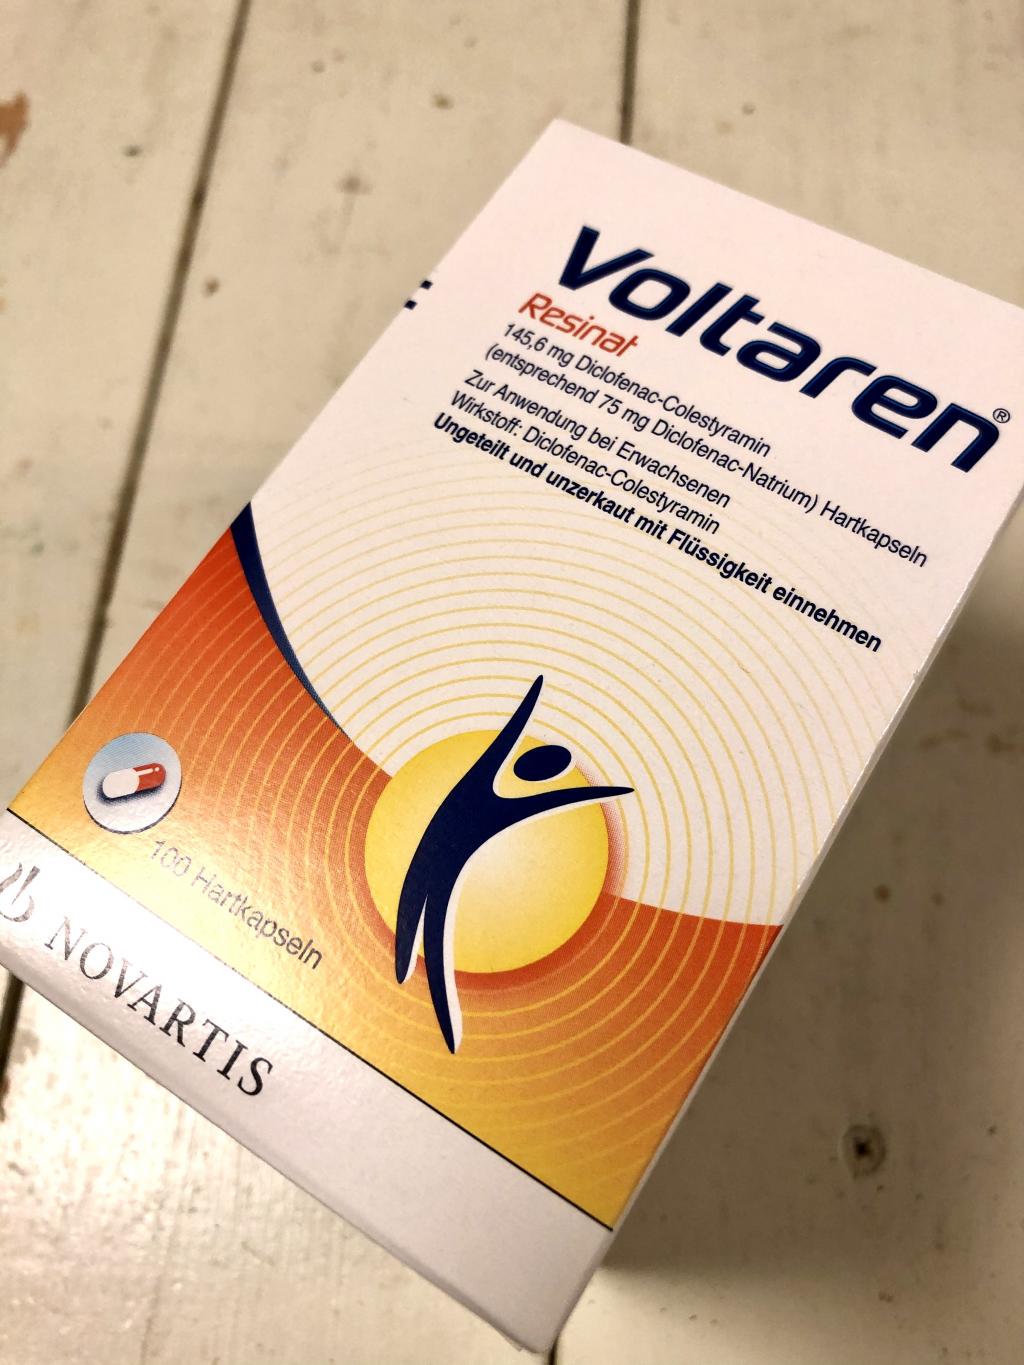 Voltaren®
Resinat
145,6 mg Diclofenac-Colestyramin
(entsprechend 75 mg Diclofenac-Natrium) Hartkapseln
Zur Anwendung bei Erwachsenen
Wirkstoff: Diclofenac-Colestyramin
Ungeteilt und unzerkaut mit Flüssigkeit einnehmen
100 Hartkapseln
NOVARTIS